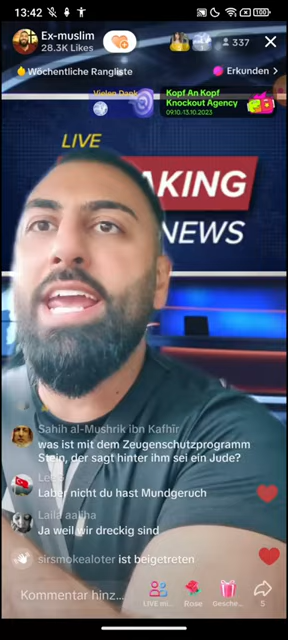 13:42
100
Ex-muslim
28.3K Likes
337
Wöchentliche Rangliste
Erkunden >
Vielen Dank
Kopf An Kopf
Knockout Agency
09.10-13.10.2023
LIVE
AKING
NEWS
Sahih al-Mushrik ibn Kafhir
was ist mit dem Zeugenschutzprogramm
Stein, der sagt hinter ihm sei ein Jude?
Laber nicht du hast Mundgeruch
Laila aaliha
Ja weil wir dreckig sind
sirsmokealoter ist beigetreten
Kommentar hinz...
LIVE mi...
Rose
Gesche...
5